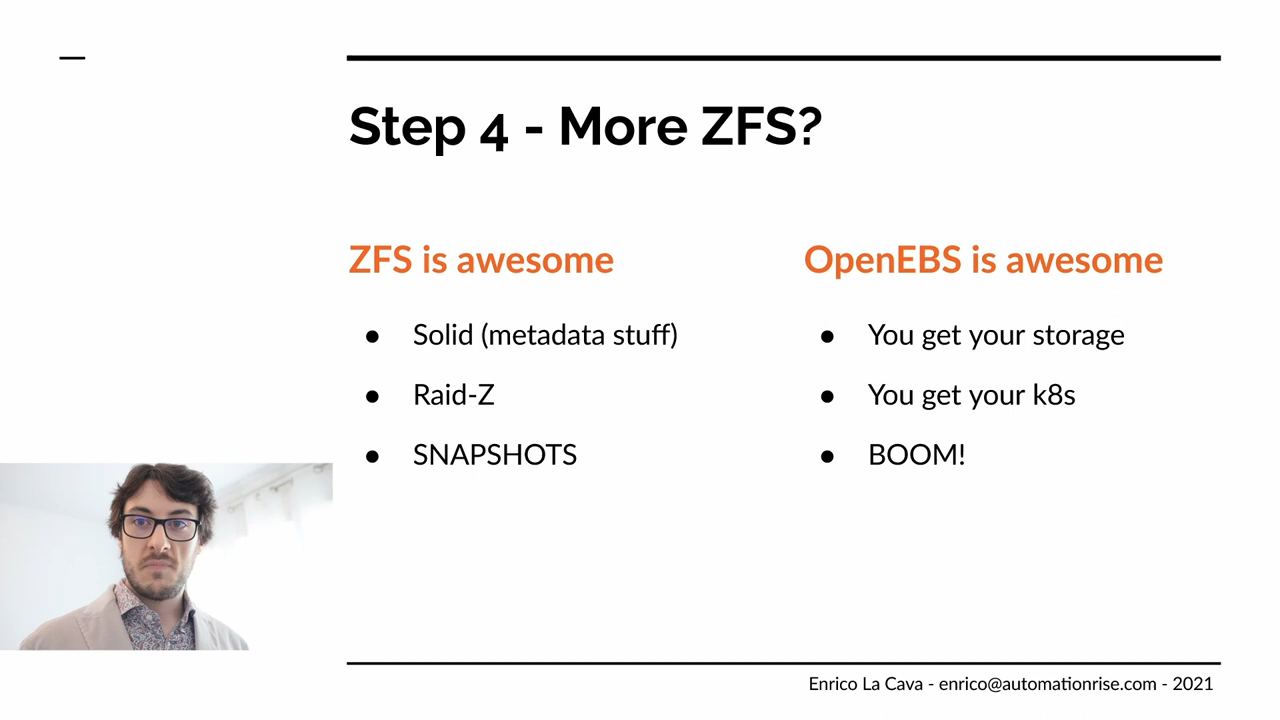 Step 4 - More ZFS?
ZFS is awesome
● Solid (metadata stuff)
● Raid-Z
● SNAPSHOTS
OpenEBS is awesome
● You get your storage
● You get your k8s
● BOOM!
Enrico La Cava - enrico@automationrise.com - 2021